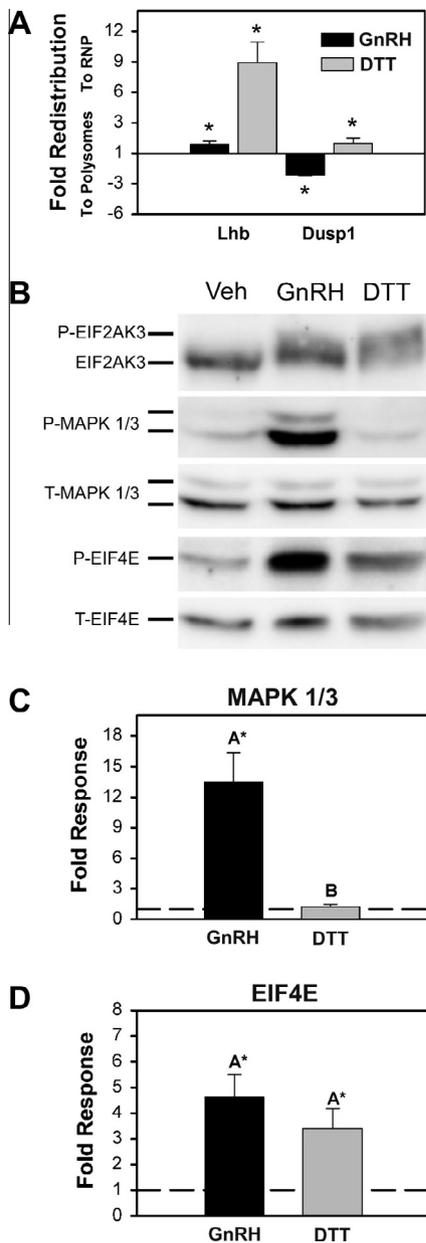 A
Fold Redistribution
To Polysomes To RNP
12
9
6
3
1
-3
-6
GnRH
DTT
*
*
*
*
Lhb
Dusp1
B
Veh
GnRH
DTT
P-EIF2AK3
EIF2AK3
P-MAPK 1/3
T-MAPK 1/3
P-EIF4E
T-EIF4E
C
MAPK 1/3
Fold Response
18
15
12
9
6
3
0
A*
B
GnRH
DTT
D
EIF4E
Fold Response
8
7
6
5
4
3
2
1
0
A*
A*
GnRH
DTT